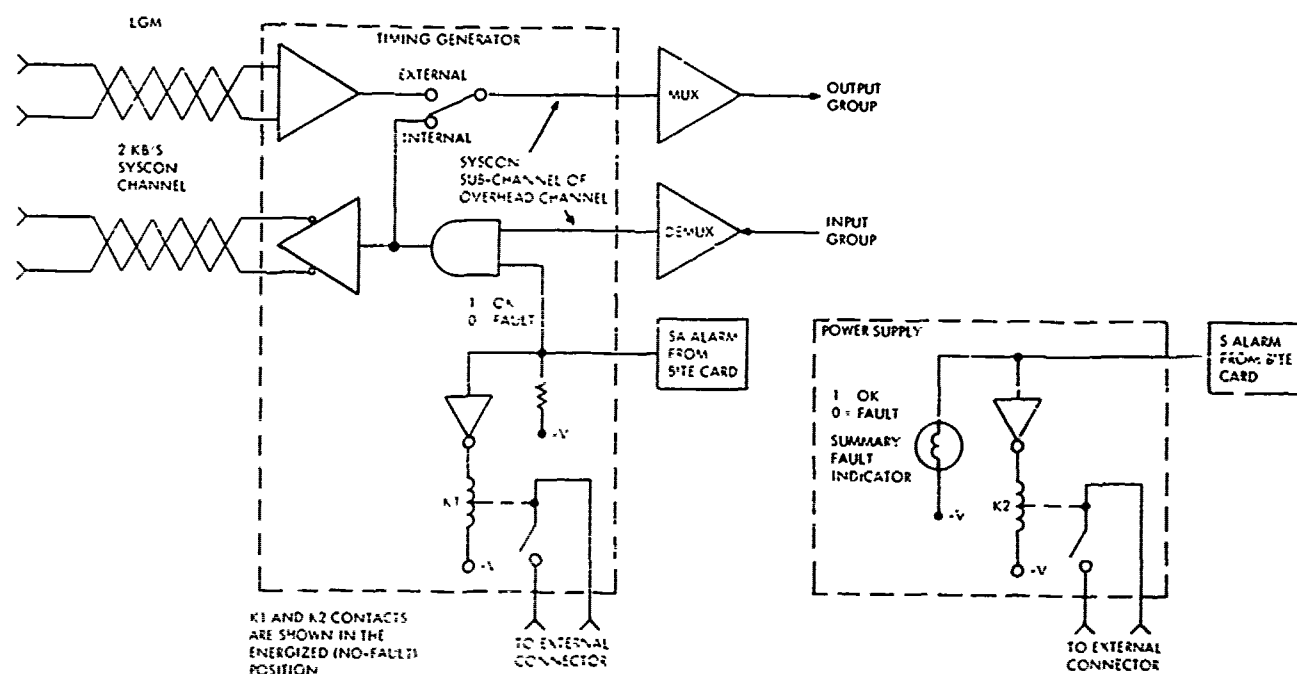 LGM
TIMING GENERATOR
EXTERNAL
INTERNAL
MUX
OUTPUT
GROUP
2 KB/S
SYSCON
CHANNEL
SYSCON
SUB-CHANNEL OF
OVERHEAD CHANNEL
DEMUX
INPUT
GROUP
1 OK
0 FAULT
SA ALARM
FROM
BITE CARD
-V
K1
-V
K1 AND K2 CONTACTS
ARE SHOWN IN THE
ENERGIZED (NO-FAULT)
POSITION
TO EXTERNAL
CONNECTOR
POWER SUPPLY
S ALARM
FROM BITE
CARD
1 OK
0 = FAULT
SUMMARY
FAULT
INDICATOR
-V
K2
-V
TO EXTERNAL
CONNECTOR